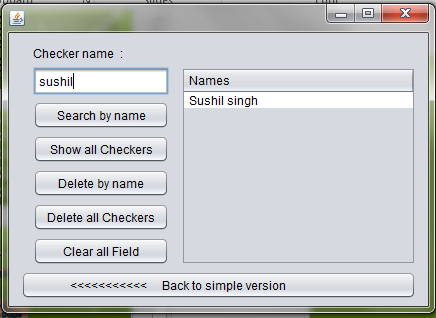 Checker name :
sushil
Search by name
Show all Checkers
Delete by name
Delete all Checkers
Clear all Field
Names
Sushil singh
<<<<<<<<<<< Back to simple version